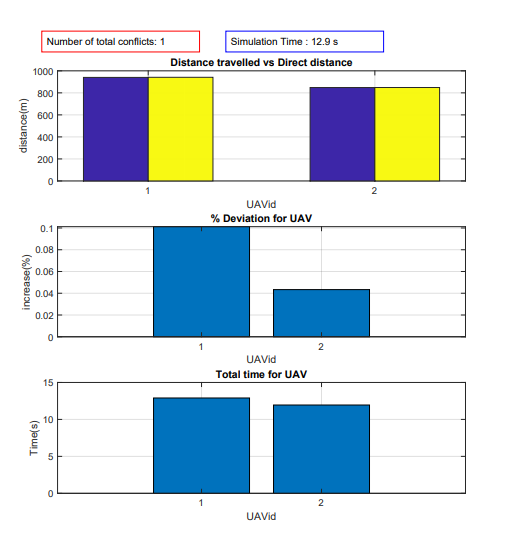 Number of total conflicts: 1
Simulation Time : 12.9 s
Distance travelled vs Direct distance
1000
800
600
400
200
0
distance(m)
1 2
UAVid
% Deviation for UAV
0.1
0.08
0.06
0.04
0.02
0
increase(%)
1 2
UAVid
Total time for UAV
15
10
5
0
Time(s)
1 2
UAVid